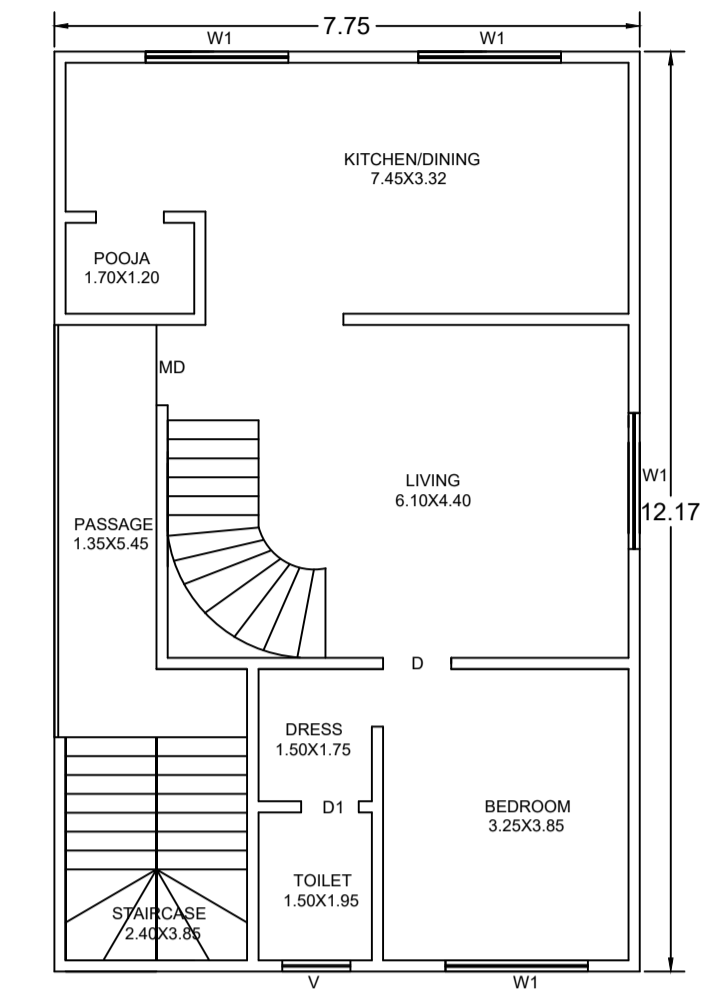 7.75
W1
W1
KITCHEN/DINING
7.45X3.32
POOJA
1.70X1.20
MD
LIVING
6.10X4.40
W1
12.17
PASSAGE
1.35X5.45
D
DRESS
1.50X1.75
D1
BEDROOM
3.25X3.85
TOILET
1.50X1.95
STAIRCASE
2.40X3.85
V
W1